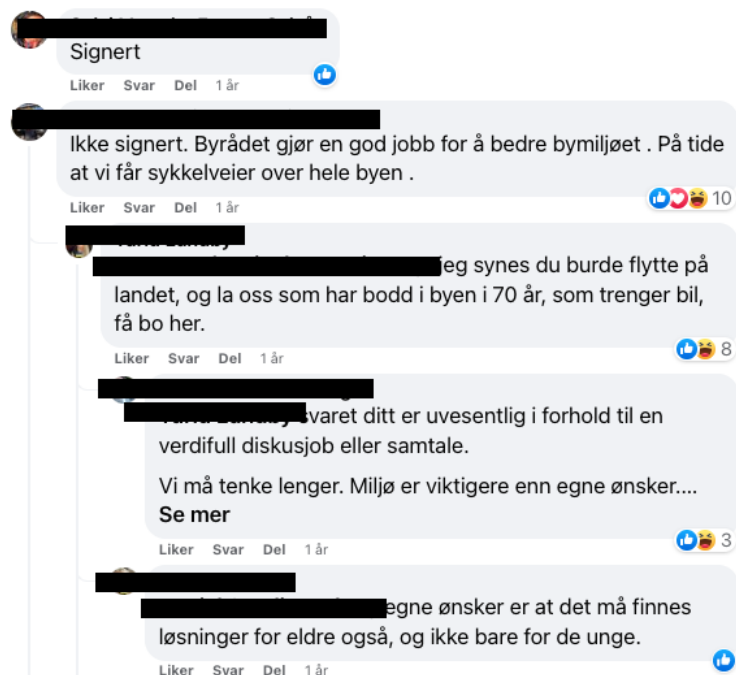 Signert
Liker Svar Del 1 år
Ikke signert. Byrådet gjør en god jobb for å bedre bymiljøet . På tide
at vi får sykkelveier over hele byen .
10
Liker Svar Del 1 år
jeg synes du burde flytte på
landet, og la oss som har bodd i byen i 70 år, som trenger bil,
få bo her.
8
Liker Svar Del 1 år
svaret ditt er uvesentlig i forhold til en
verdifull diskusjob eller samtale.
Vi må tenke lenger. Miljø er viktigere enn egne ønsker....
Se mer
3
Liker Svar Del 1 år
egne ønsker er at det må finnes
løsninger for eldre også, og ikke bare for de unge.
Liker Svar Del 1 år